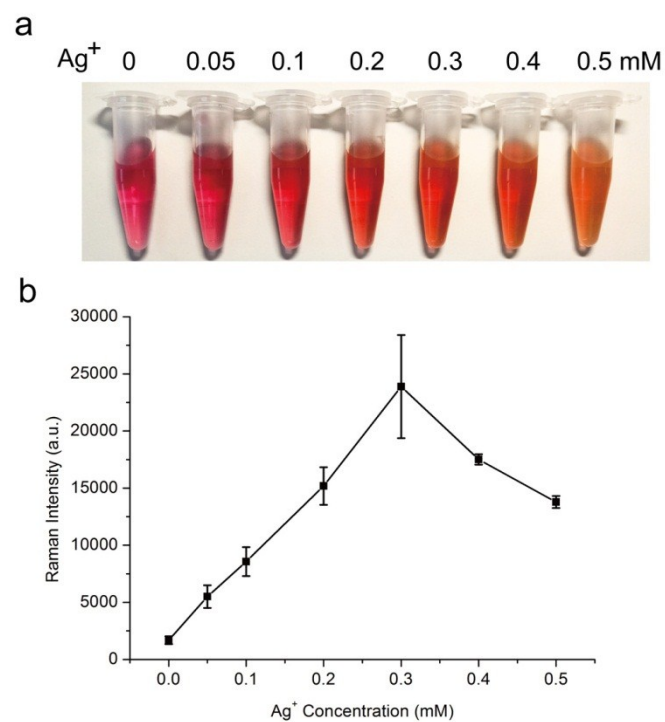 a
Ag+ 0 0.05 0.1 0.2 0.3 0.4 0.5 mM
b
30000
25000
20000
15000
10000
5000
0
Raman Intensity (a.u.)
0.0 0.1 0.2 0.3 0.4 0.5
Ag+ Concentration (mM)